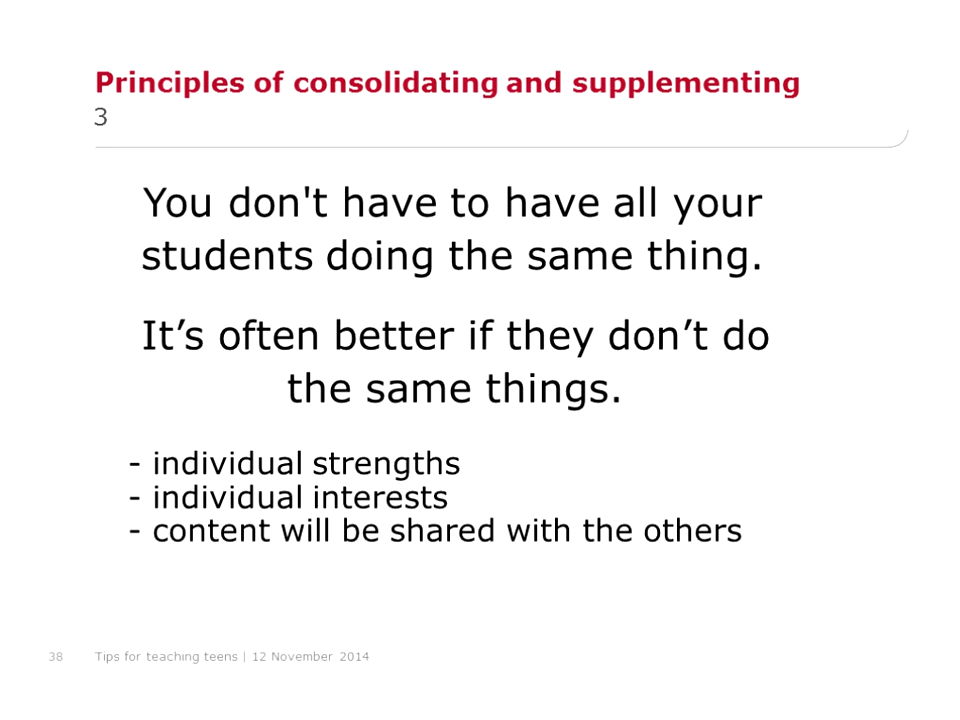 Principles of consolidating and supplementing
3
You don't have to have all your
students doing the same thing.
It’s often better if they don’t do
the same things.
- individual strengths
- individual interests
- content will be shared with the others
38 Tips for teaching teens | 12 November 2014